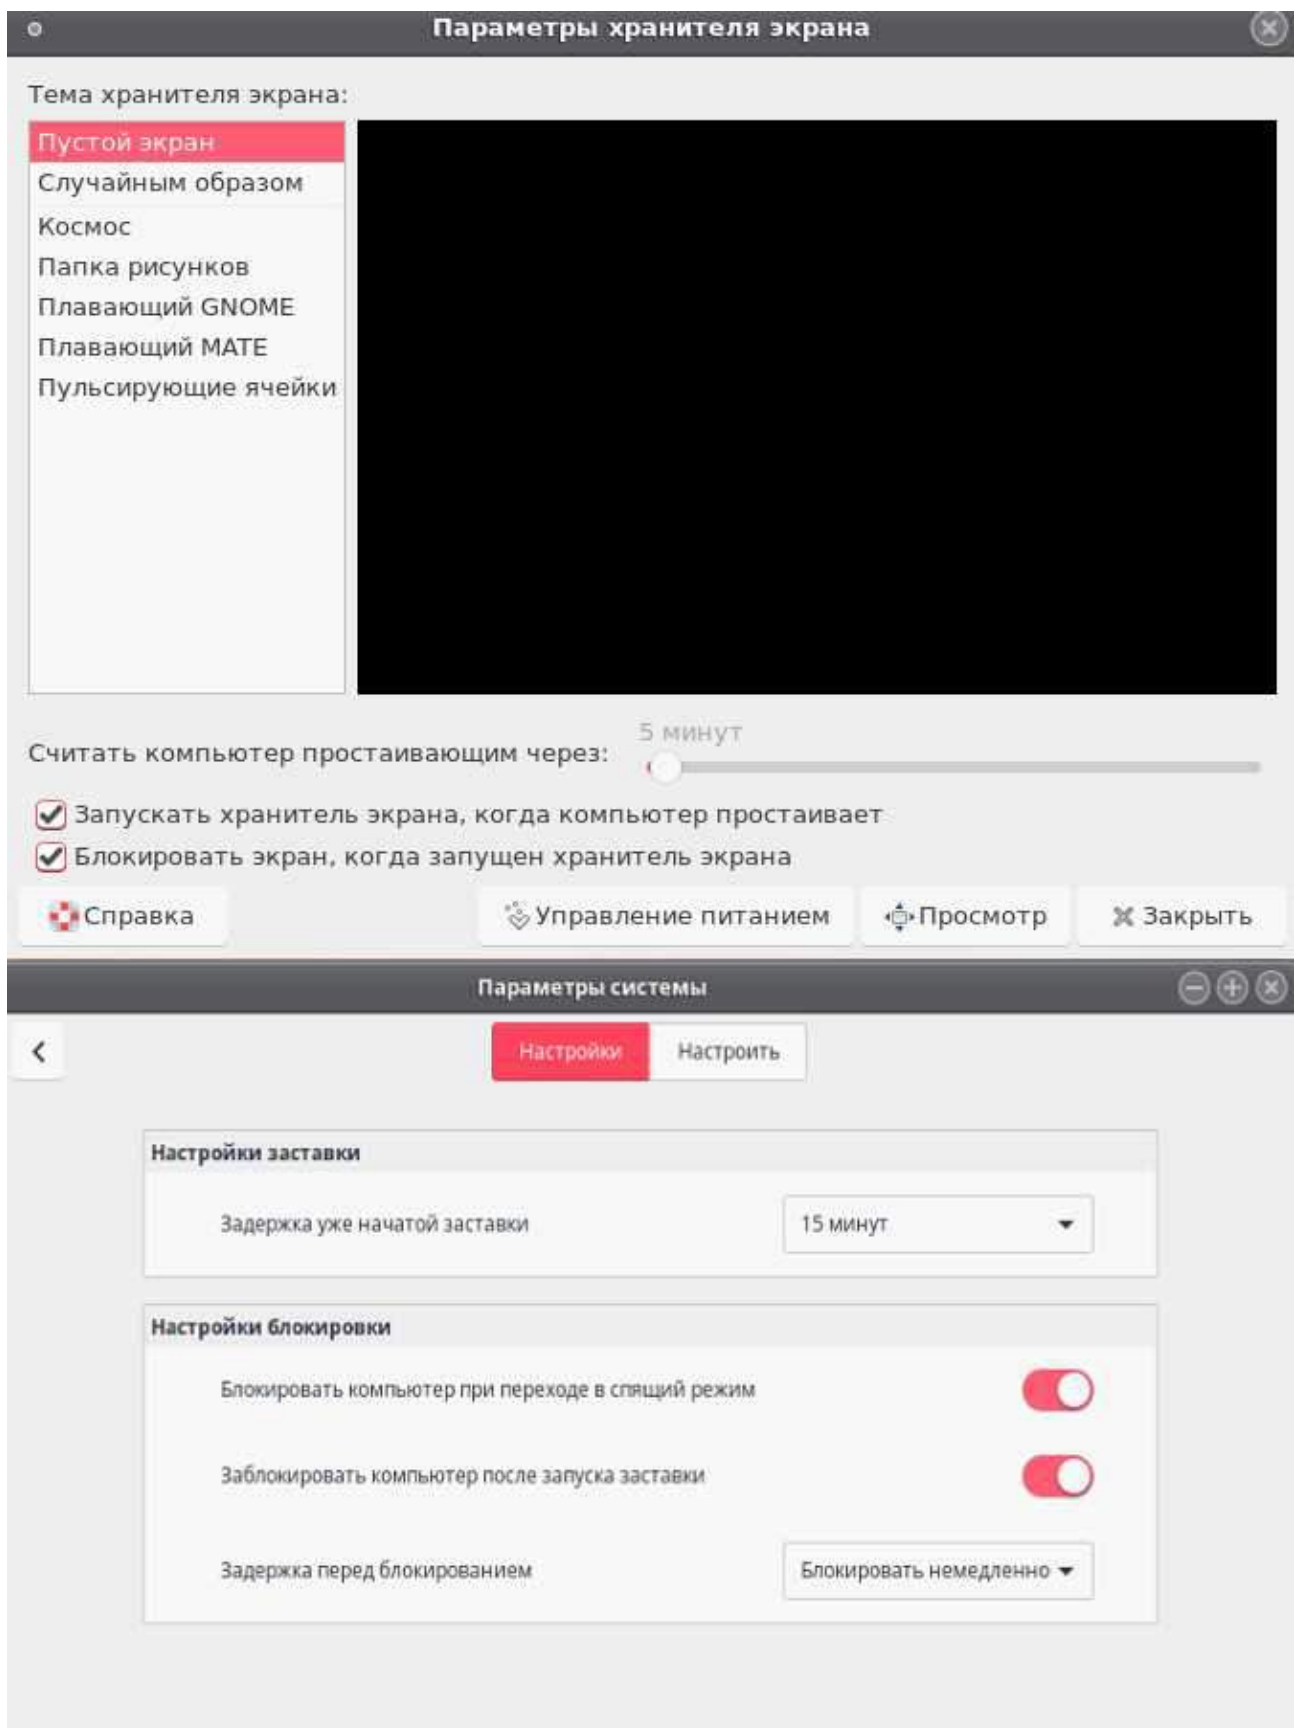 Параметры хранителя экрана
Тема хранителя экрана:
Пустой экран
Случайным образом
Космос
Папка рисунков
Плавающий GNOME
Плавающий MATE
Пульсирующие ячейки
5 минут
Считать компьютер простаивающим через:
Запускать хранитель экрана, когда компьютер простаивает
Блокировать экран, когда запущен хранитель экрана
Справка Управление питанием Просмотр Закрыть
Параметры системы
Настройки Настроить
Настройки заставки
Задержка уже начатой заставки 15 минут
Настройки блокировки
Блокировать компьютер при переходе в спящий режим
Заблокировать компьютер после запуска заставки
Задержка перед блокированием Блокировать немедленно